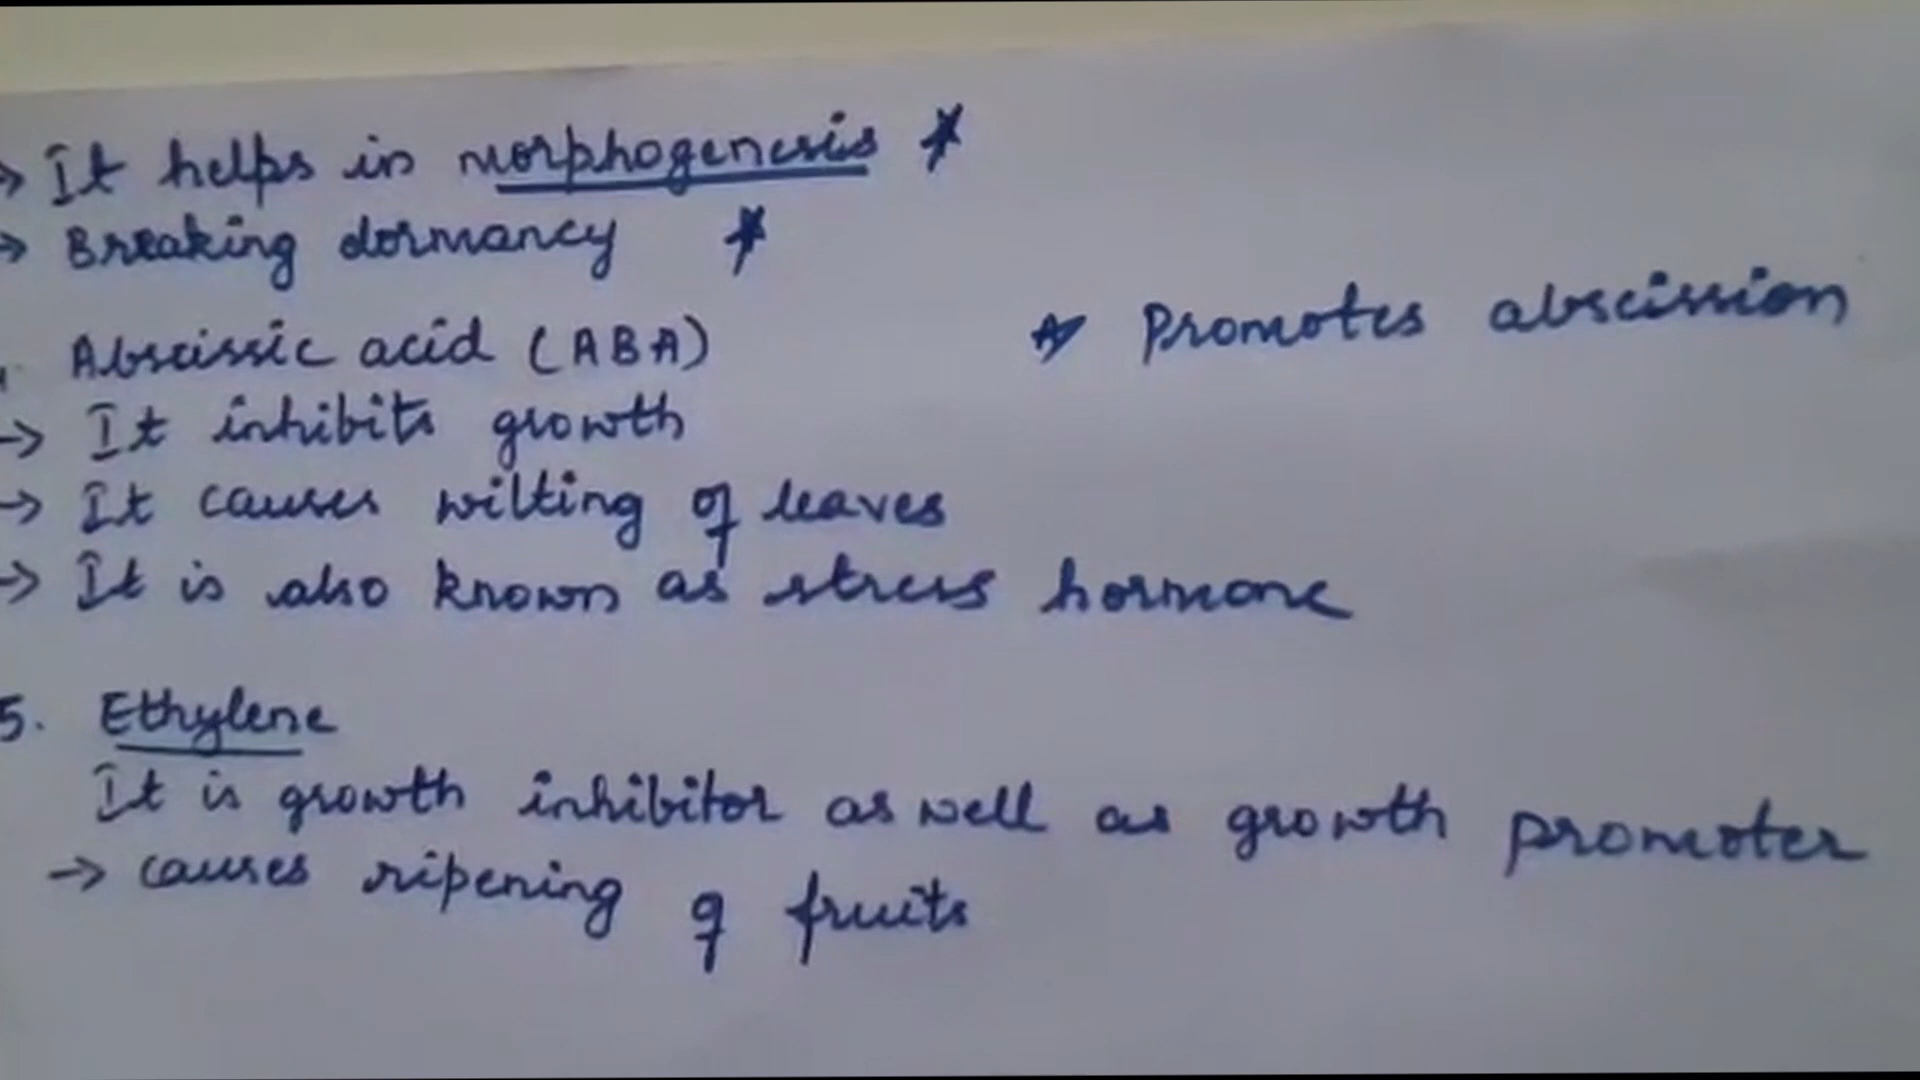 → It helps in morphogenesis *
→ Breaking dormancy *
Abscissic acid (ABA) * Promotes abscission
→ It inhibits growth
→ It causes wilting of leaves
→ It is also known as stress hormone
5. Ethylene
It is growth inhibitor as well as growth promoter
→ causes ripening of fruits